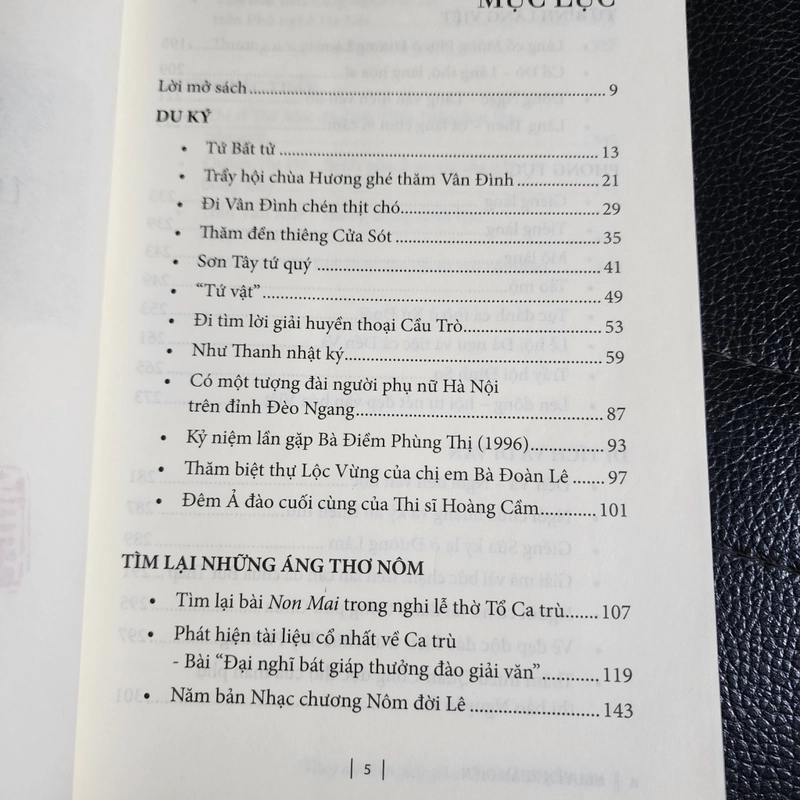 MỤC LỤC
Lời mở sách ........ 9
DU KÝ
• Tứ Bất tử ........ 13
• Trẩy hội chùa Hương ghé thăm Vân Đình ........ 21
• Đi Vân Đình chén thịt chó ........ 29
• Thăm đền thiêng Cửa Sót ........ 35
• Sơn Tây tứ quý ........ 41
• “Tứ vật” ........ 49
• Đi tìm lời giải huyền thoại Cầu Trò ........ 53
• Như Thanh nhật ký ........ 59
• Có một tượng đài người phụ nữ Hà Nội
trên đỉnh Đèo Ngang ........ 87
• Kỷ niệm lần gặp Bà Điềm Phùng Thị (1996) ........ 93
• Thăm biệt thự Lộc Vừng của chị em Bà Đoàn Lê ........ 97
• Đêm Ả đào cuối cùng của Thi sĩ Hoàng Cầm ........ 101
TÌM LẠI NHỮNG ÁNG THƠ NÔM
• Tìm lại bài Non Mai trong nghi lễ thờ Tổ Ca trù ........ 107
• Phát hiện tài liệu cổ nhất về Ca trù
- Bài “Đại nghĩ bát giáp thưởng đào giải văn” ........ 119
• Năm bản Nhạc chương Nôm đời Lê ........ 143
| 5 |